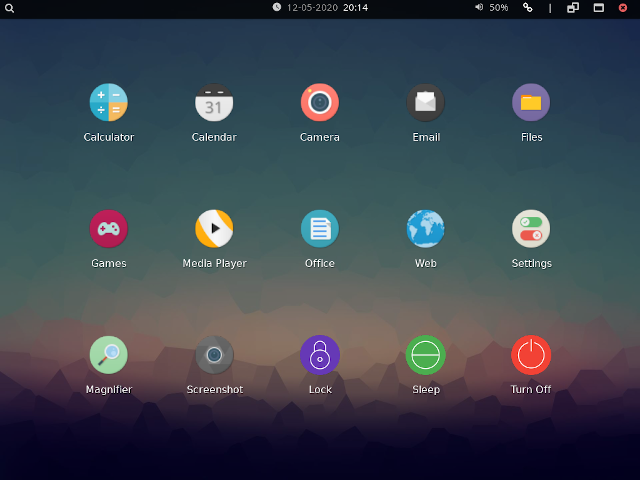 12-05-2020 20:14 50% |
31
Calculator Calendar Camera Email Files
Games Media Player Office Web Settings
Magnifier Screenshot Lock Sleep Turn Off